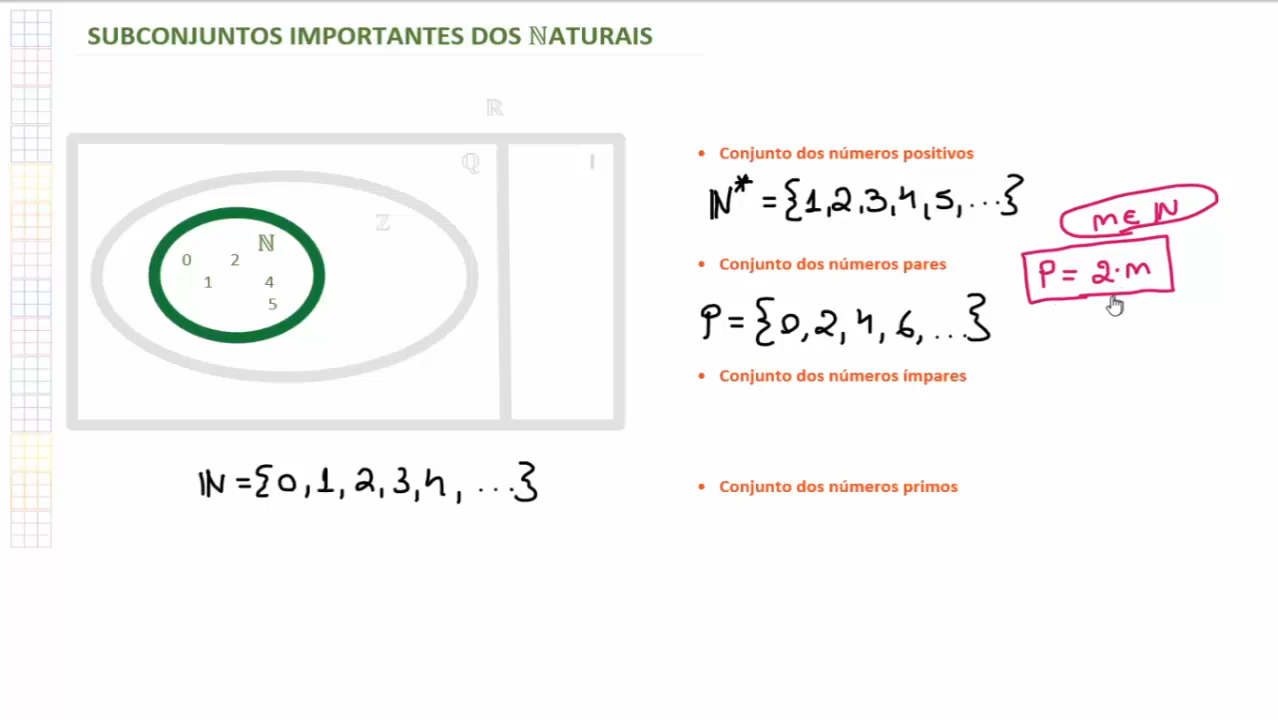 SUBCONJUNTOS IMPORTANTES DOS ℕATURAIS
ℝ
ℚ
I
ℤ
ℕ
0 2
1 4
5
ℕ = {0, 1, 2, 3, 4, ...}
• Conjunto dos números positivos
ℕ* = {1, 2, 3, 4, 5, ...}
m ∈ ℕ
• Conjunto dos números pares
P = 2·m
P = {0, 2, 4, 6, ...}
• Conjunto dos números ímpares
• Conjunto dos números primos